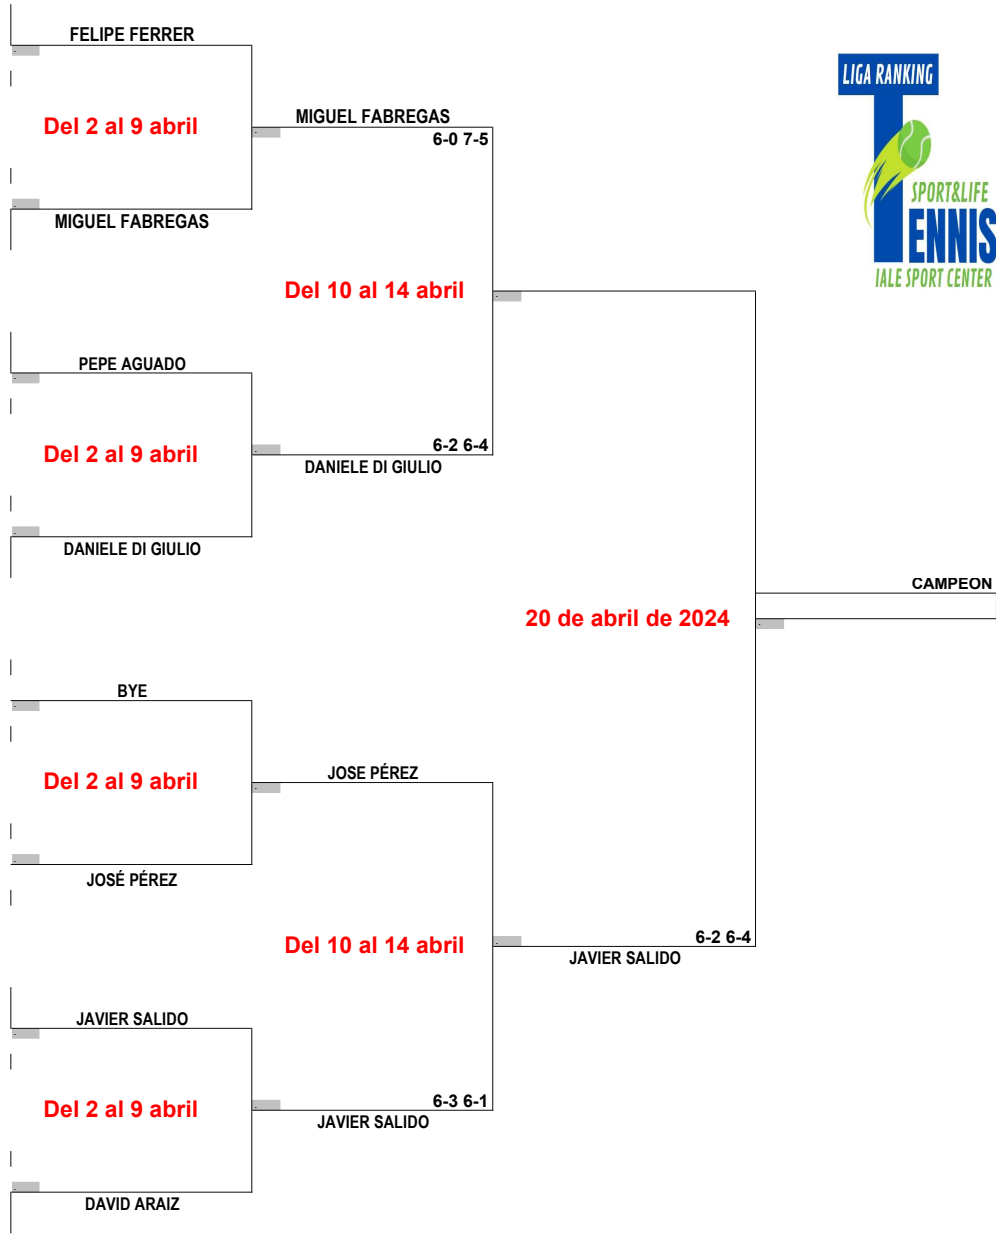 FELIPE FERRER
LIGA RANKING
Del 2 al 9 abril
MIGUEL FABREGAS
6-0 7-5
SPORT&LIFE
TENNIS
IALE SPORT CENTER
MIGUEL FABREGAS
Del 10 al 14 abril
PEPE AGUADO
Del 2 al 9 abril
6-2 6-4
DANIELE DI GIULIO
DANIELE DI GIULIO
CAMPEON
20 de abril de 2024
BYE
Del 2 al 9 abril
JOSE PÉREZ
JOSÉ PÉREZ
Del 10 al 14 abril
6-2 6-4
JAVIER SALIDO
JAVIER SALIDO
Del 2 al 9 abril
6-3 6-1
JAVIER SALIDO
DAVID ARAIZ